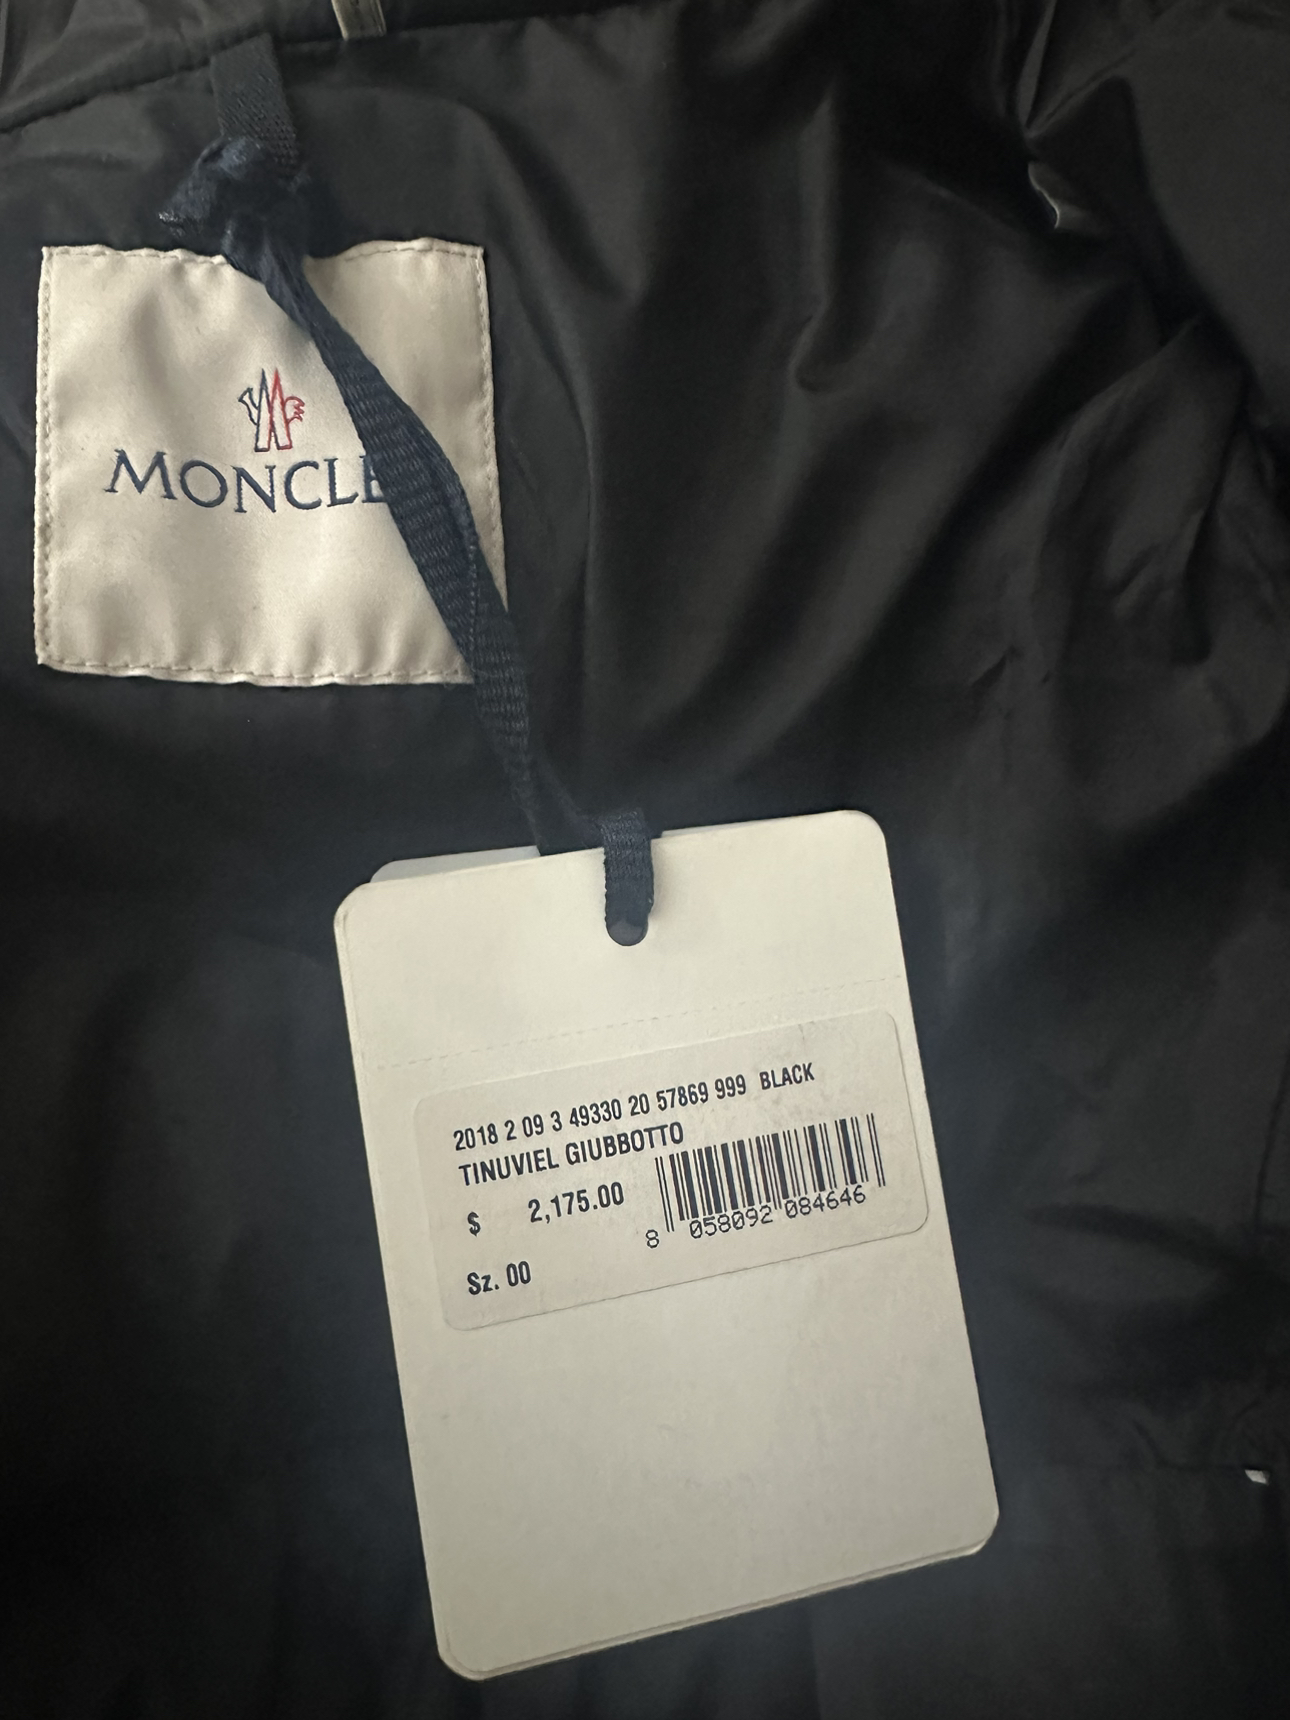 MONCLE
2018 2 09 3 49330 20 57869 999 BLACK
TINUVIEL GIUBBOTTO
$ 2,175.00
8 058092 084646
Sz. 00